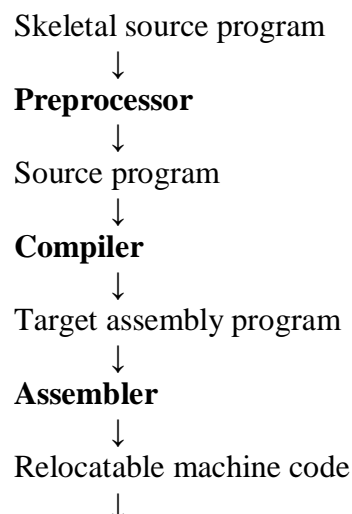 Skeletal source program
↓
Preprocessor
↓
Source program
↓
Compiler
↓
Target assembly program
↓
Assembler
↓
Relocatable machine code
↓